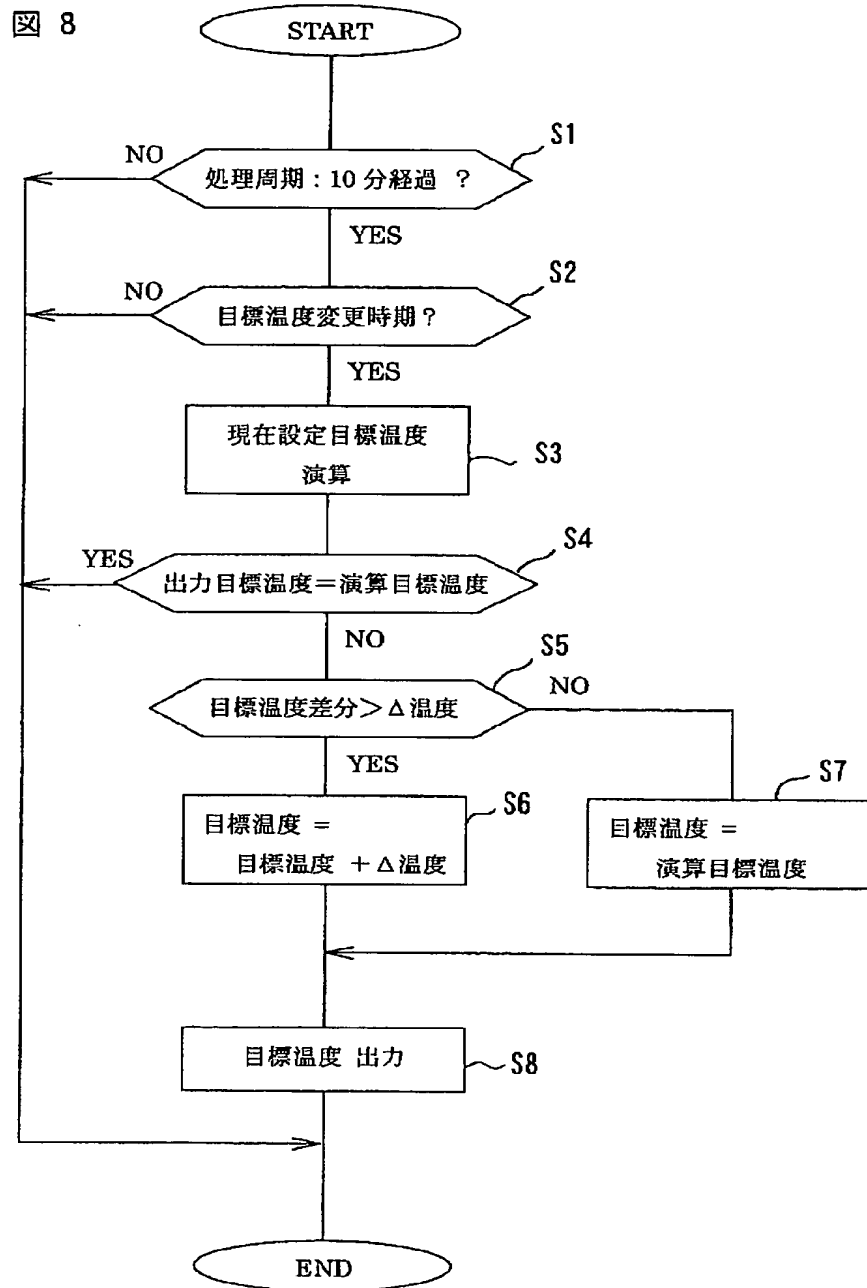 図 8
START
S1
NO
処理周期:10分経過 ?
YES
S2
NO
目標温度変更時期?
YES
現在設定目標温度
演算
S3
S4
YES
出力目標温度=演算目標温度
NO
S5
NO
目標温度差分>Δ温度
YES
S6
目標温度 =
目標温度 +Δ温度
S7
目標温度 =
演算目標温度
目標温度 出力
S8
END